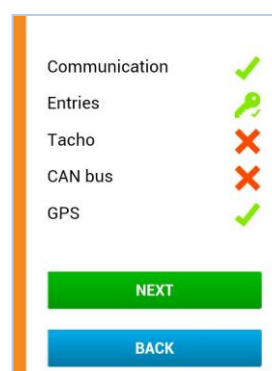 Communication
Entries
Tacho
CAN bus
GPS
NEXT
BACK